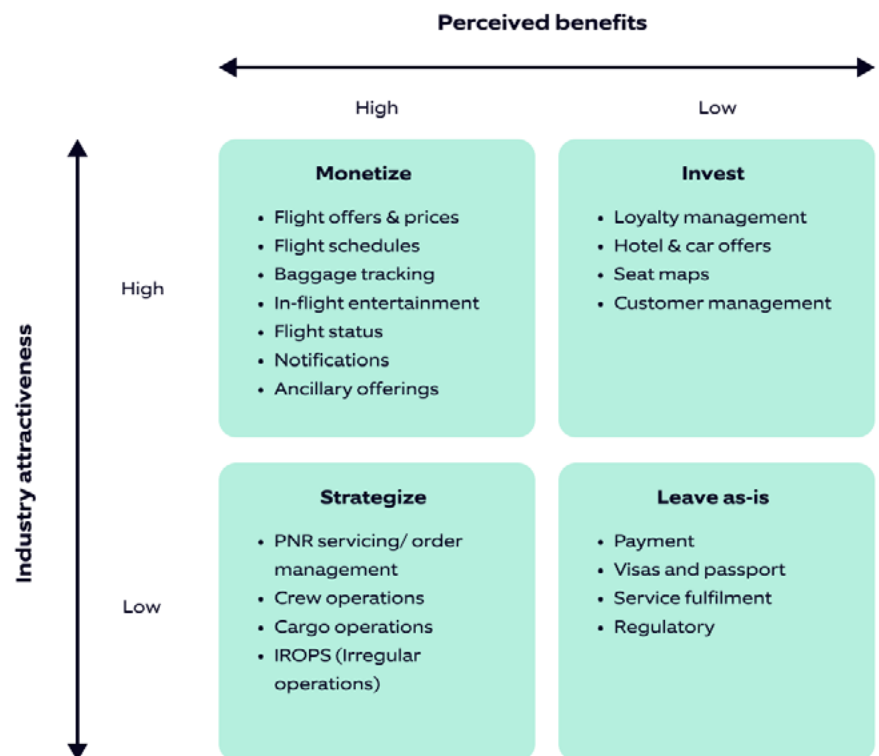 Perceived benefits
High
Low
Industry attractiveness
High
Monetize
• Flight offers & prices
• Flight schedules
• Baggage tracking
• In-flight entertainment
• Flight status
• Notifications
• Ancillary offerings
Invest
• Loyalty management
• Hotel & car offers
• Seat maps
• Customer management
Low
Strategize
• PNR servicing/ order
management
• Crew operations
• Cargo operations
• IROPS (Irregular
operations)
Leave as-is
• Payment
• Visas and passport
• Service fulfilment
• Regulatory